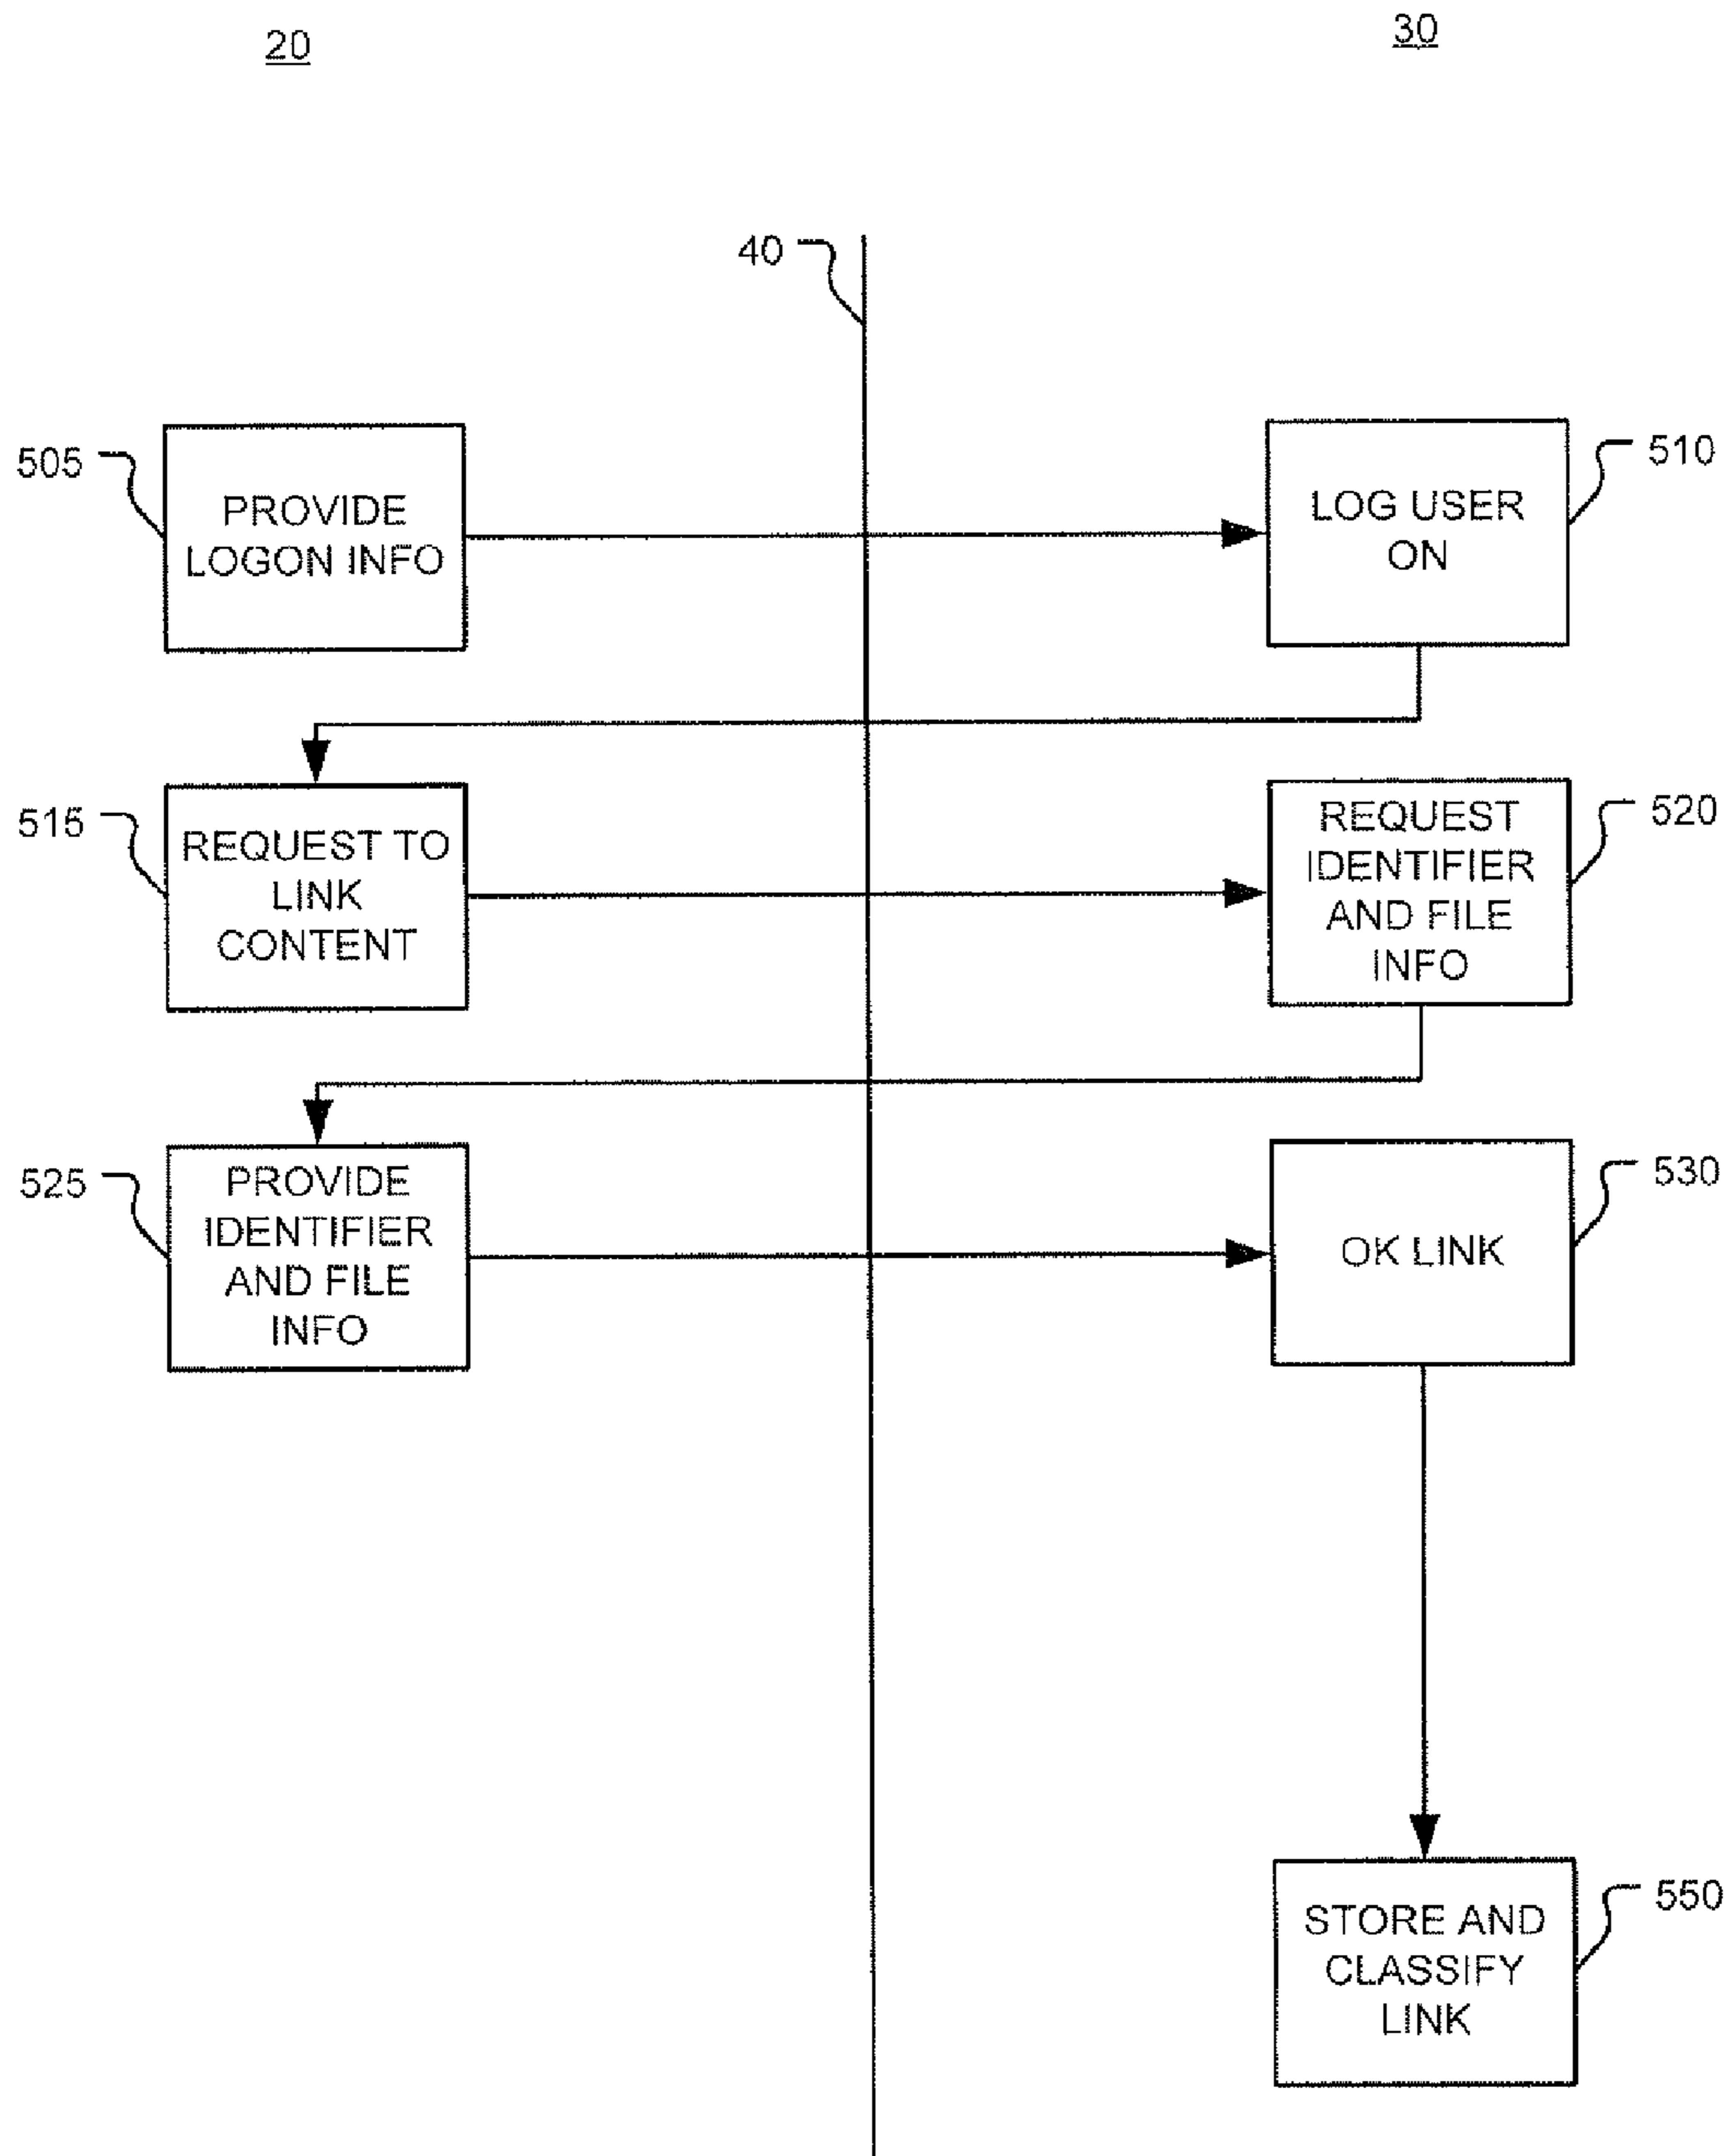 20
30
40
505
PROVIDE
LOGON INFO
LOG USER
ON
510
515
REQUEST TO
LINK
CONTENT
REQUEST
IDENTIFIER
AND FILE
INFO
520
525
PROVIDE
IDENTIFIER
AND FILE
INFO
OK LINK
530
STORE AND
CLASSIFY
LINK
550